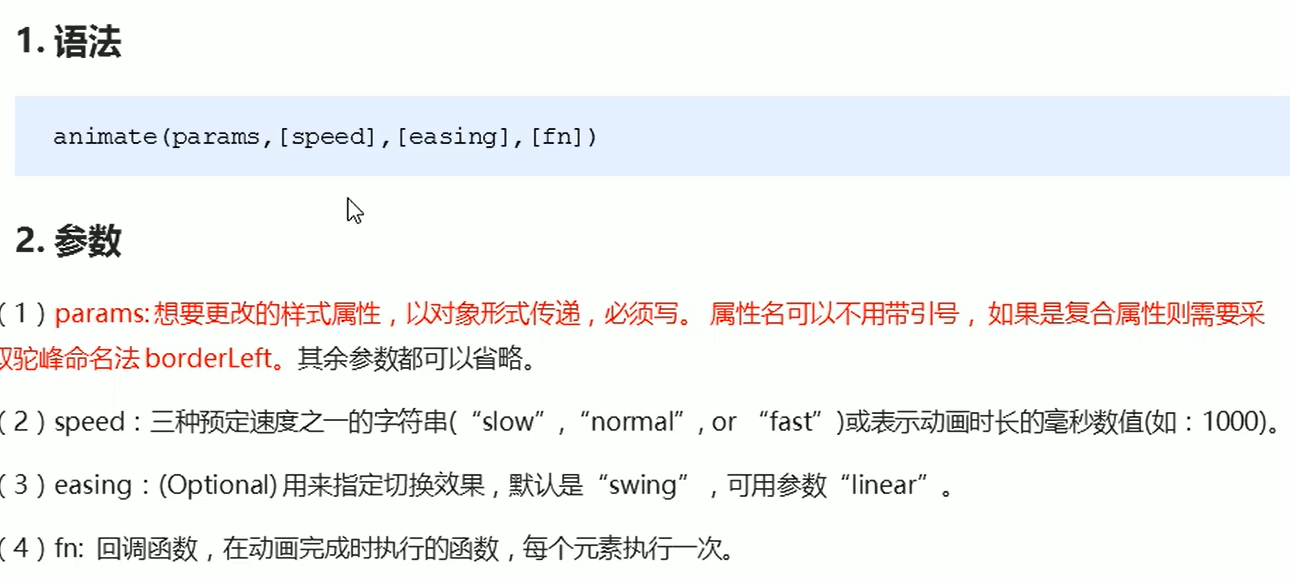 1. 语法
animate(params,[speed],[easing],[fn])
2. 参数
（1）params:想要更改的样式属性，以对象形式传递，必须写。 属性名可以不用带引号， 如果是复合属性则需要采
取驼峰命名法 borderLeft。其余参数都可以省略。
（2）speed：三种预定速度之一的字符串(“slow”,“normal”, or “fast”)或表示动画时长的毫秒数值(如：1000)。
（3）easing：(Optional) 用来指定切换效果，默认是“swing”，可用参数“linear”。
（4）fn: 回调函数，在动画完成时执行的函数，每个元素执行一次。